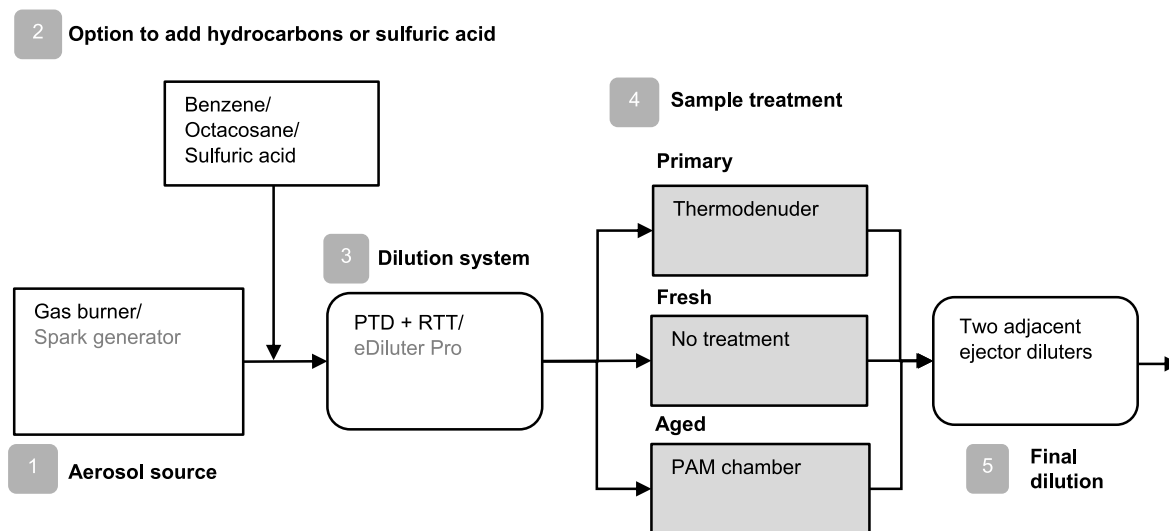 2 Option to add hydrocarbons or sulfuric acid
Benzene/
Octacosane/
Sulfuric acid
4 Sample treatment
Primary
Thermodenuder
3 Dilution system
Gas burner/
Spark generator
PTD + RTT/
eDiluter Pro
Fresh
No treatment
Two adjacent
ejector diluters
Aged
PAM chamber
1 Aerosol source
5 Final
dilution